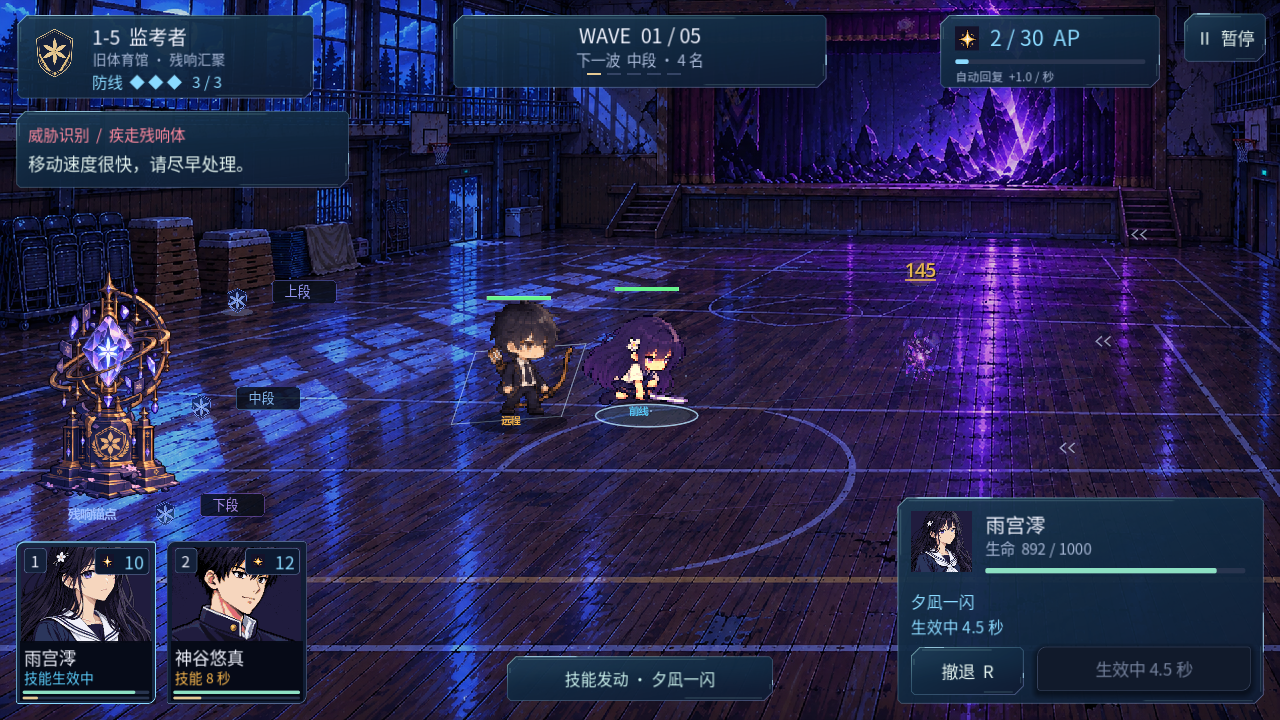 1-5 监考者
旧体育馆 · 残响汇聚
防线 ◆◆◆ 3 / 3
WAVE 01 / 05
下一波 中段 · 4 名
2 / 30 AP
自动回复 +1.0 / 秒
II 暂停
威胁识别 / 疾走残响体
移动速度很快，请尽早处理。
145
上段
中段
下段
残响锚点
远程
前线·
1
10
雨宫澪
技能生效中
2
12
神谷悠真
技能 8 秒
技能发动 · 夕凪一闪
雨宫澪
生命 892 / 1000
夕凪一闪
生效中 4.5 秒
撤退 R
生效中 4.5 秒